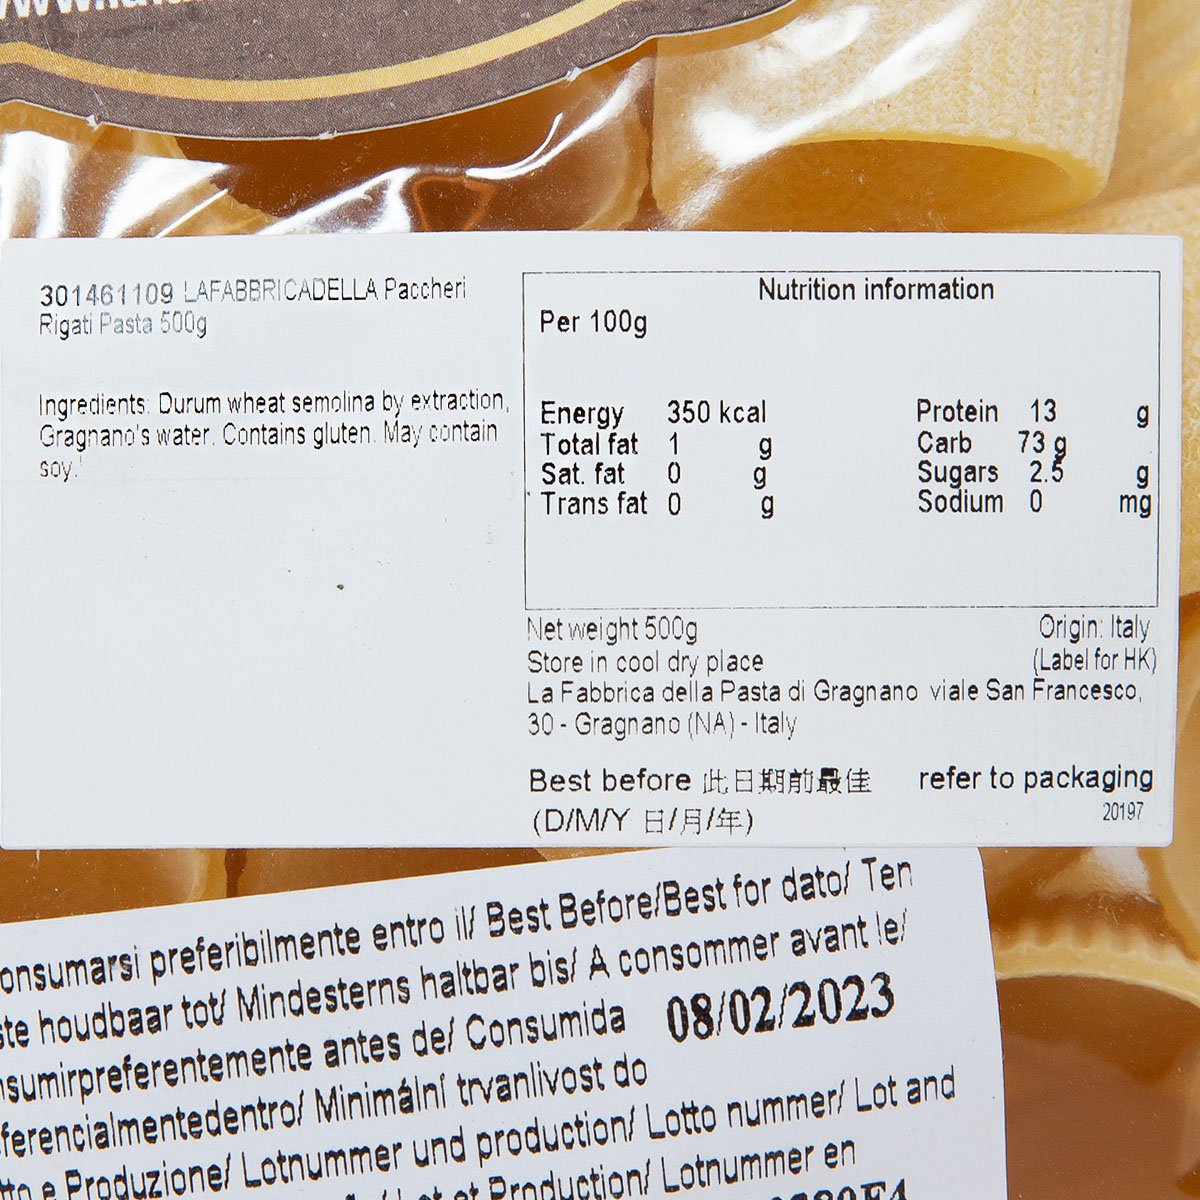 301461109 LAFABBRICADELLA Paccheri
Rigati Pasta 500g
Ingredients: Durum wheat semolina by extraction,
Gragnano's water. Contains gluten. May contain
soy.
Nutrition information
Per 100g
Energy 350 kcal Protein 13 g
Total fat 1 g Carb 73 g
Sat. fat 0 g Sugars 2.5 g
Trans fat 0 g Sodium 0 mg
Net weight 500g Origin: Italy
Store in cool dry place (Label for HK)
La Fabbrica della Pasta di Gragnano viale San Francesco,
30 - Gragnano (NA) - Italy
Best before 此日期前最佳 refer to packaging
(D/M/Y 日/月/年) 20197
onsumarsi preferibilmente entro il/ Best Before/Best for dato/ Ten
ste houdbaar tot/ Mindesterns haltbar bis/ A consommer avant le/
nsumirpreferentemente antes de/ Consumida 08/02/2023
ferencialmentedentro/ Minimální trvanlivost do
tto e Produzione/ Lotnummer und production/ Lotto nummer/ Lot and
Lot et Production/ Lotnummer en